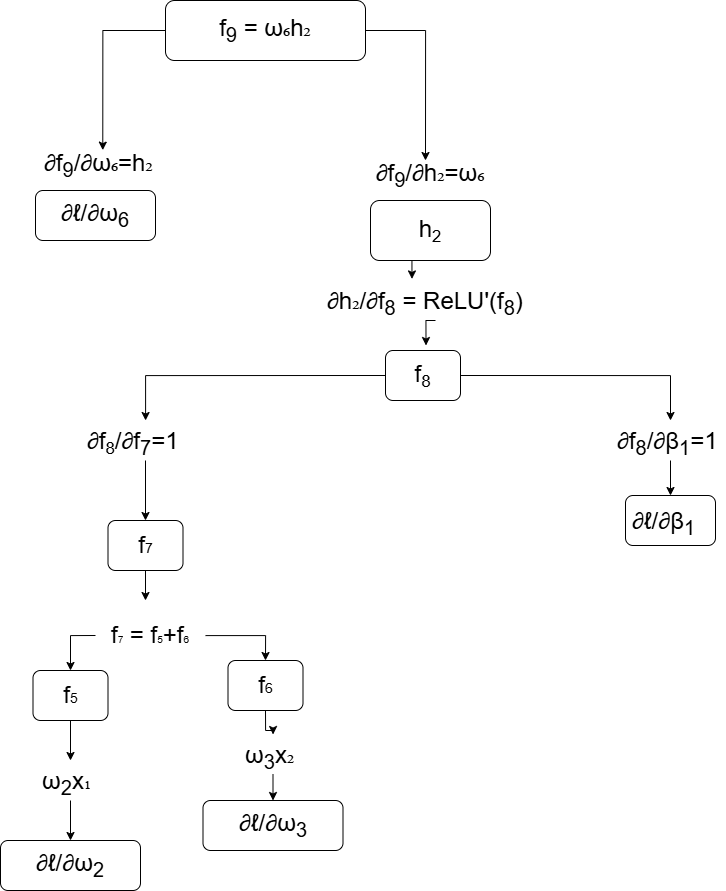 f₉ = ω₆h₂
∂f₉/∂ω₆=h₂
∂f₉/∂h₂=ω₆
∂ℓ/∂ω₆
h₂
∂h₂/∂f₈ = ReLU'(f₈)
f₈
∂f₈/∂f₇=1
∂f₈/∂β₁=1
∂ℓ/∂β₁
f₇
f₇ = f₅+f₆
f₅
f₆
ω₂x₁
ω₃x₂
∂ℓ/∂ω₃
∂ℓ/∂ω₂